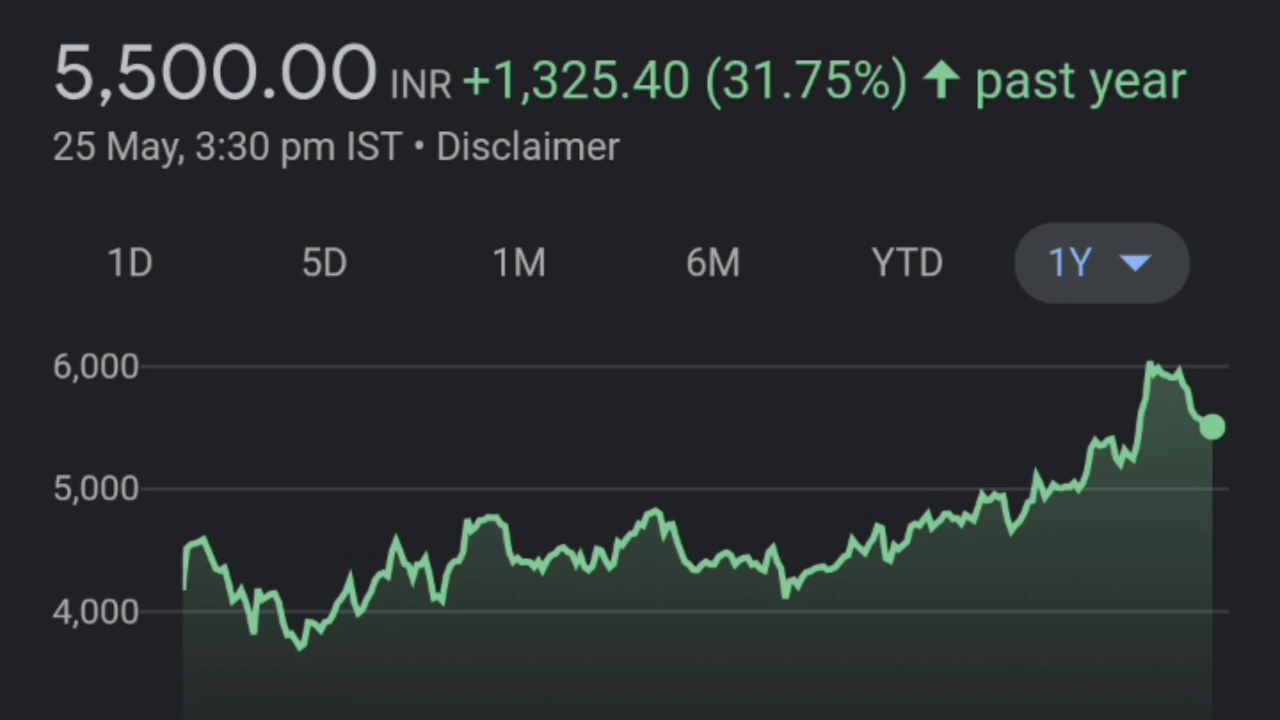 5,500.00 INR +1,325.40 (31.75%) ↑ past year
25 May, 3:30 pm IST • Disclaimer
1D 5D 1M 6M YTD 1Y
6,000
5,000
4,000